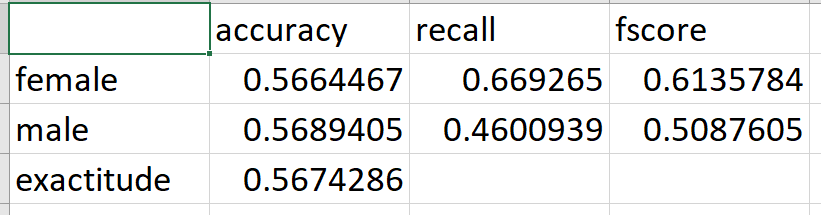 accuracy recall fscore
female 0.5664467 0.669265 0.6135784
male 0.5689405 0.4600939 0.5087605
exactitude 0.5674286